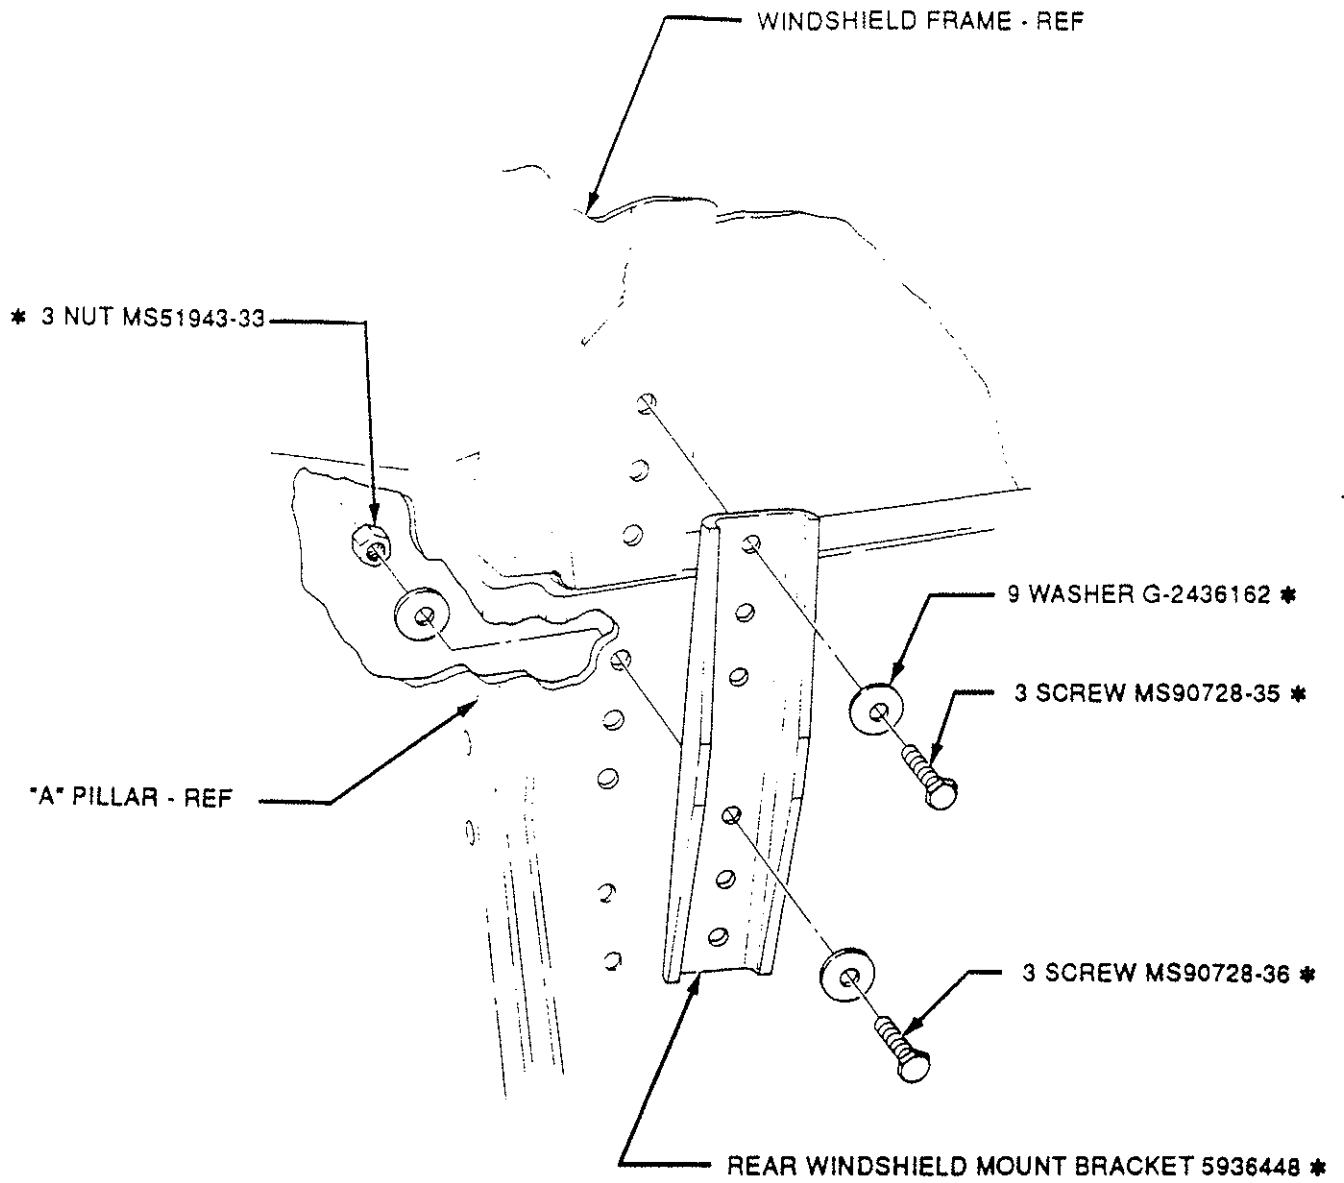 WINDSHIELD FRAME - REF
* 3 NUT MS51943-33
9 WASHER G-2436162 *
3 SCREW MS90728-35 *
"A" PILLAR - REF
3 SCREW MS90728-36 *
REAR WINDSHIELD MOUNT BRACKET 5936448 *